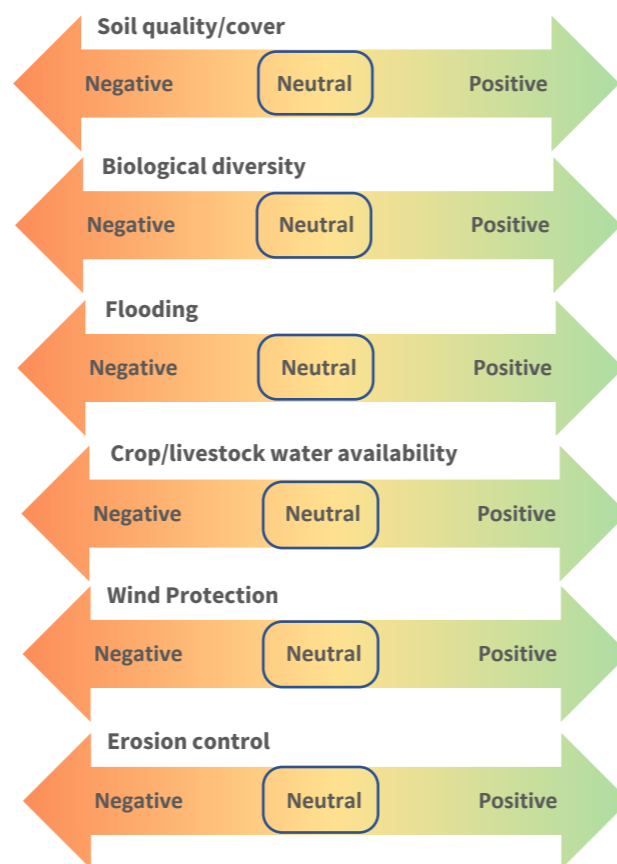 Soil quality/cover
Negative Neutral Positive
Biological diversity
Negative Neutral Positive
Flooding
Negative Neutral Positive
Crop/livestock water availability
Negative Neutral Positive
Wind Protection
Negative Neutral Positive
Erosion control
Negative Neutral Positive